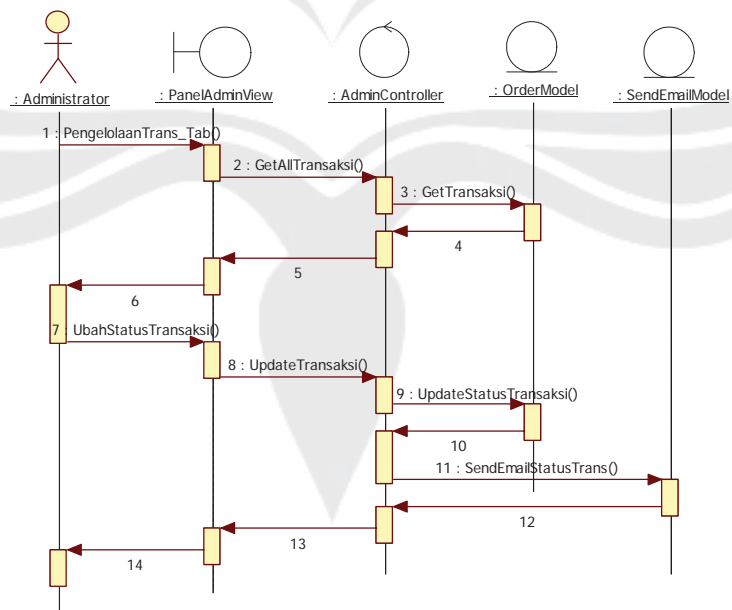 : Administrator
: PanelAdminView
: AdminController
: OrderModel
: SendEmailModel
1 : PengelolaanTrans_Tab()
2 : GetAllTransaksi()
3 : GetTransaksi()
4
5
6
7 : UbahStatusTransaksi()
8 : UpdateTransaksi()
9 : UpdateStatusTransaksi()
10
11 : SendEmailStatusTrans()
12
13
14